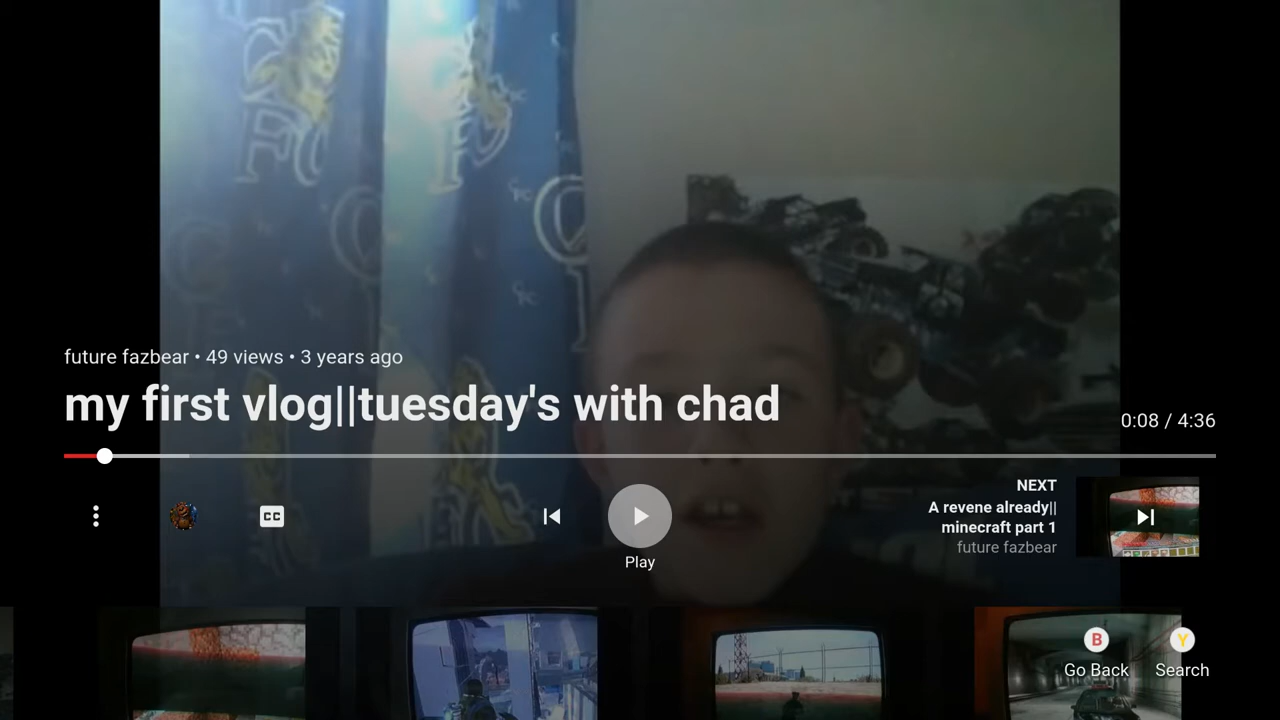 future fazbear • 49 views • 3 years ago
my first vlog||tuesday's with chad
0:08 / 4:36
NEXT
A revene already||
minecraft part 1
future fazbear
CC
Play
B
Y
Go Back
Search